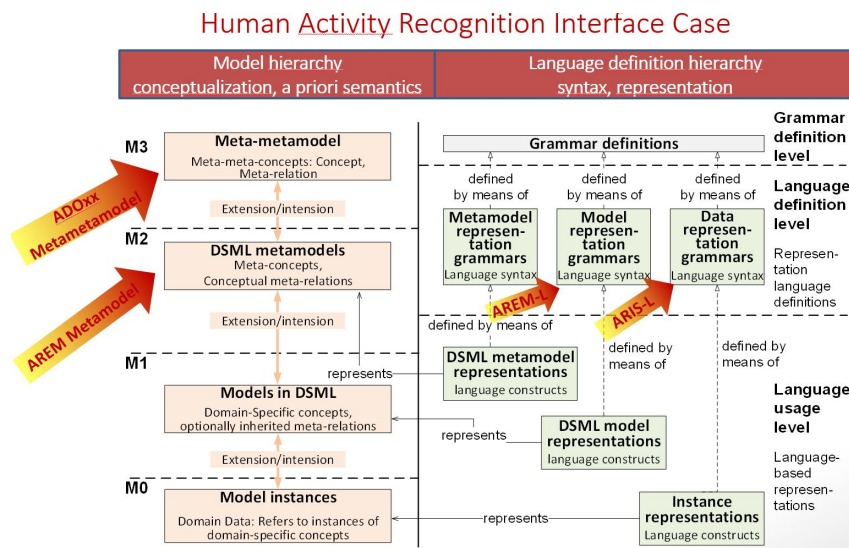 Human Activity Recognition Interface Case
Model hierarchy
conceptualization, a priori semantics
Language definition hierarchy
syntax, representation
M3
Meta-metamodel
Meta-meta-concepts: Concept,
Meta-relation
Grammar definitions
Grammar
definition
level
ADOxx
Metametamodel
Extension/intension
defined
by means of
defined
by means of
defined
by means of
Language
definition
level
M2
DSML metamodels
Meta-concepts,
Conceptual meta-relations
Metamodel
represen-
tation
grammars
Language syntax
Model
represen-
tation
grammars
Language syntax
Data represen-
tation
grammars
Language syntax
Represen-
tation
language
definitions
AREM Metamodel
AREM-L
ARIS-L
Extension/intension
defined by means of
defined by
means of
defined by
means of
M1
represents
DSML metamodel
representations
language constructs
Models in DSML
Domain-Specific concepts,
optionally inherited meta-relations
represents
DSML model
representations
language constructs
Language
usage
level
Extension/intension
Language-
based
represen-
tations
M0
Model instances
Domain Data: Refers to instances of
domain-specific concepts
represents
Instance
representations
Language constructs